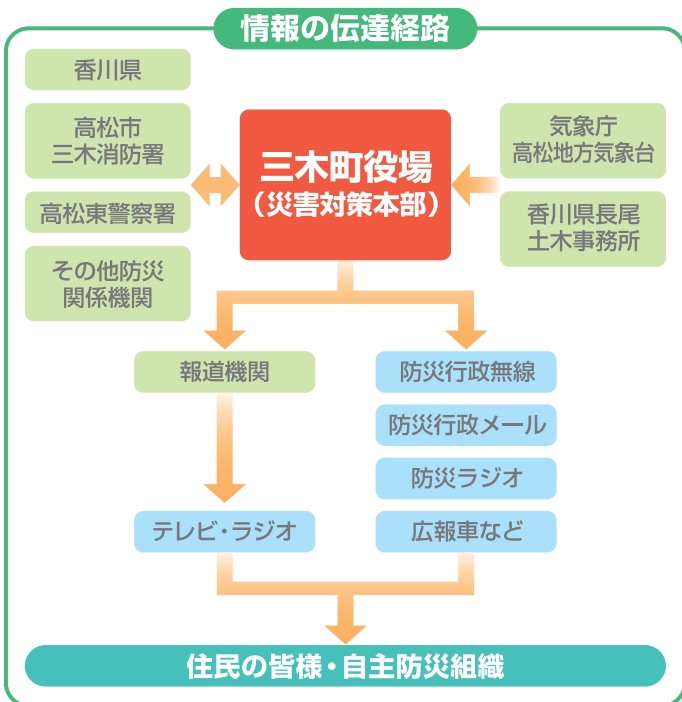 情報の伝達経路
香川県
高松市
三木消防署
高松東警察署
その他防災
関係機関
三木町役場
（災害対策本部）
気象庁
高松地方気象台
香川県長尾
土木事務所
報道機関
テレビ・ラジオ
防災行政無線
防災行政メール
防災ラジオ
広報車など
住民の皆様・自主防災組織